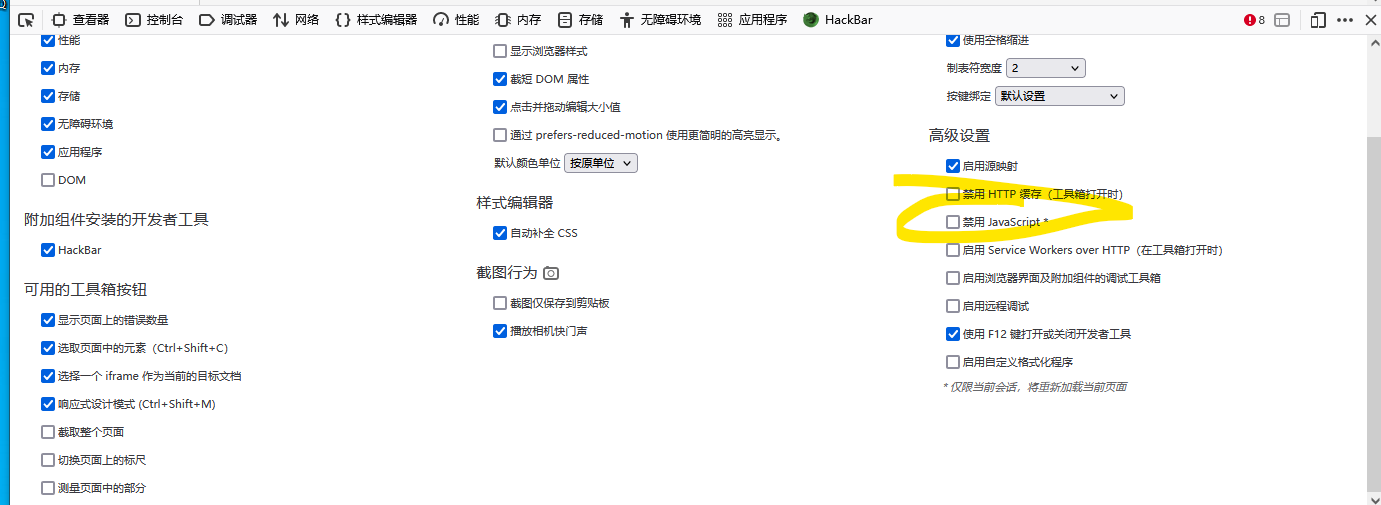 查看器 控制台 调试器 网络 样式编辑器 性能 内存 存储 无障碍环境 应用程序 HackBar 8
性能
内存
存储
无障碍环境
应用程序
DOM
附加组件安装的开发者工具
HackBar
可用的工具箱按钮
显示页面上的错误数量
选取页面中的元素（Ctrl+Shift+C）
选择一个 iframe 作为当前的目标文档
响应式设计模式 (Ctrl+Shift+M)
截取整个页面
切换页面上的标尺
测量页面中的部分
显示浏览器样式
截短 DOM 属性
点击并拖动编辑大小值
通过 prefers-reduced-motion 使用更简明的高亮显示。
默认颜色单位 按原单位
样式编辑器
自动补全 CSS
截图行为
截图仅保存到剪贴板
播放相机快门声
使用空格缩进
制表符宽度 2
按键绑定 默认设置
高级设置
启用源映射
禁用 HTTP 缓存（工具箱打开时）
禁用 JavaScript *
启用 Service Workers over HTTP（在工具箱打开时）
启用浏览器界面及附加组件的调试工具箱
启用远程调试
使用 F12 键打开或关闭开发者工具
启用自定义格式化程序
* 仅限当前会话，将重新加载当前页面